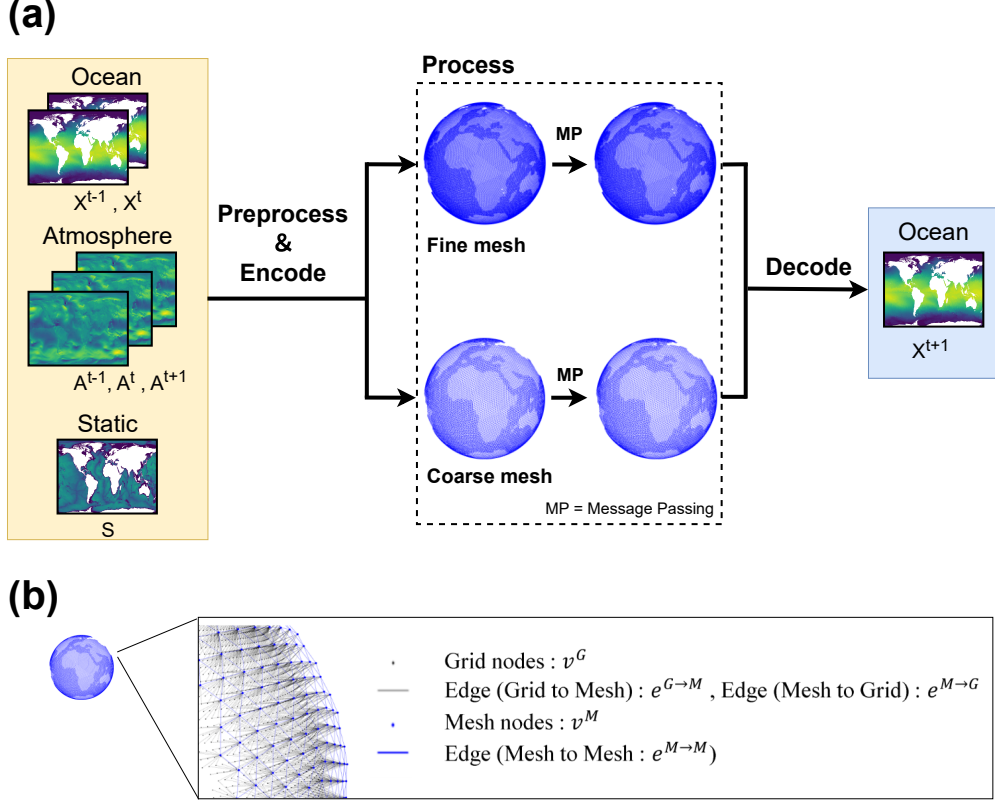 (a)
Ocean
X^{t-1} , X^t
Atmosphere
A^{t-1}, A^t , A^{t+1}
Static
S
Preprocess
&
Encode
Process
MP
Fine mesh
MP
Coarse mesh
MP = Message Passing
Decode
Ocean
X^{t+1}
(b)
Grid nodes : v^G
Edge (Grid to Mesh) : e^{G→M} , Edge (Mesh to Grid) : e^{M→G}
Mesh nodes : v^M
Edge (Mesh to Mesh : e^{M→M})